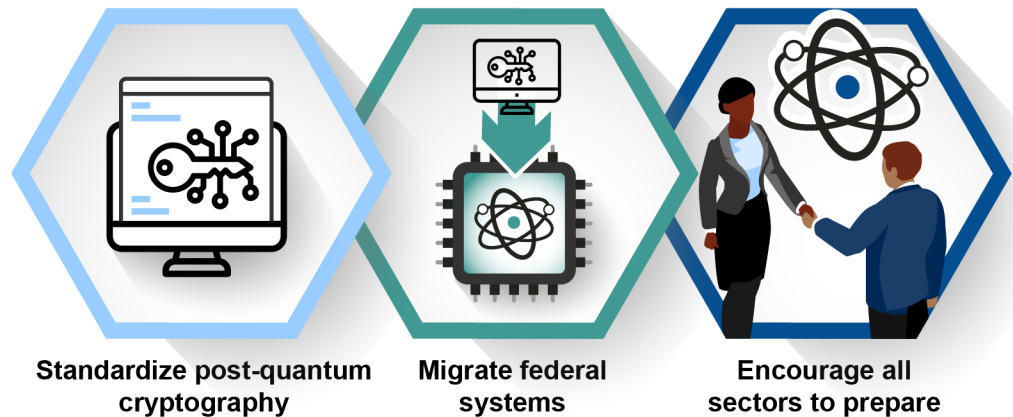 Standardize post-quantum
cryptography
Migrate federal
systems
Encourage all
sectors to prepare